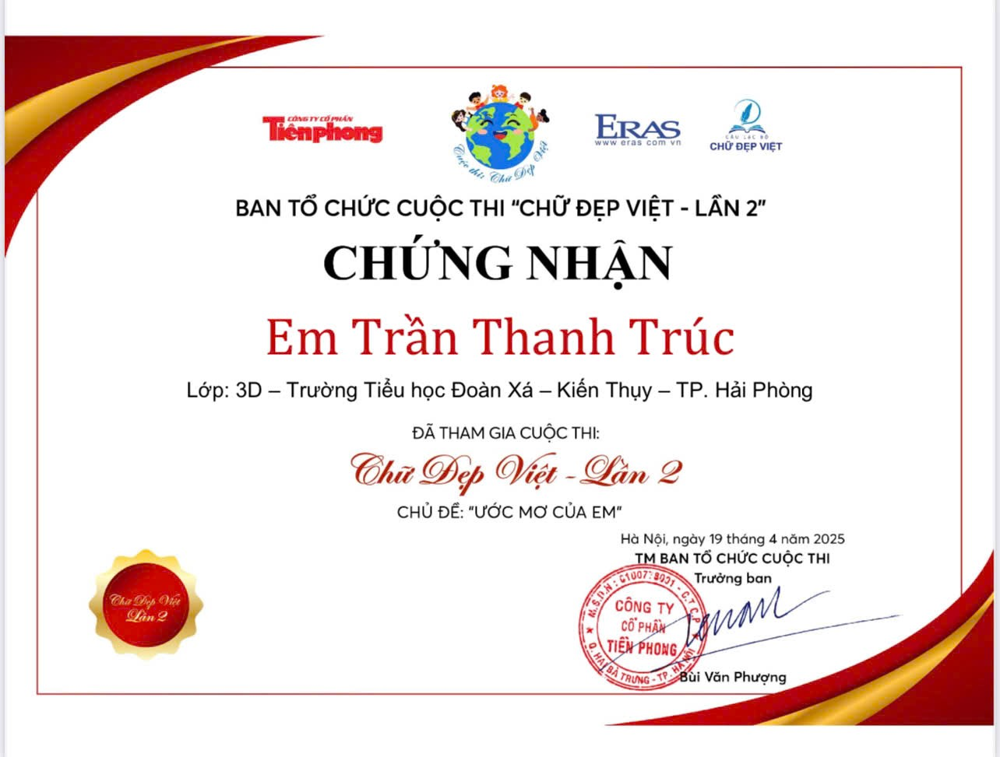 CÔNG TY CỔ PHẦN
Tiênphong
Cuộc thi Chữ Đẹp Việt
ERAS
www eras com vn
CÂU LẠC BỘ
CHỮ ĐẸP VIỆT
BAN TỔ CHỨC CUỘC THI “CHỮ ĐẸP VIỆT - LẦN 2”
CHỨNG NHẬN
Em Trần Thanh Trúc
Lớp: 3D – Trường Tiểu học Đoàn Xá – Kiến Thụy – TP. Hải Phòng
ĐÃ THAM GIA CUỘC THI:
Chữ Đẹp Việt - Lần 2
CHỦ ĐỀ: “ƯỚC MƠ CỦA EM”
Hà Nội, ngày 19 tháng 4 năm 2025
TM BAN TỔ CHỨC CUỘC THI
Trưởng ban
M.S.D.N : - C.T.C.P
CÔNG TY
CỔ PHẦN
TIỀN PHONG
Q. HAI BÀ TRƯNG - TP. HÀ NỘI
Bùi Văn Phượng
Chữ Đẹp Việt
Lần 2